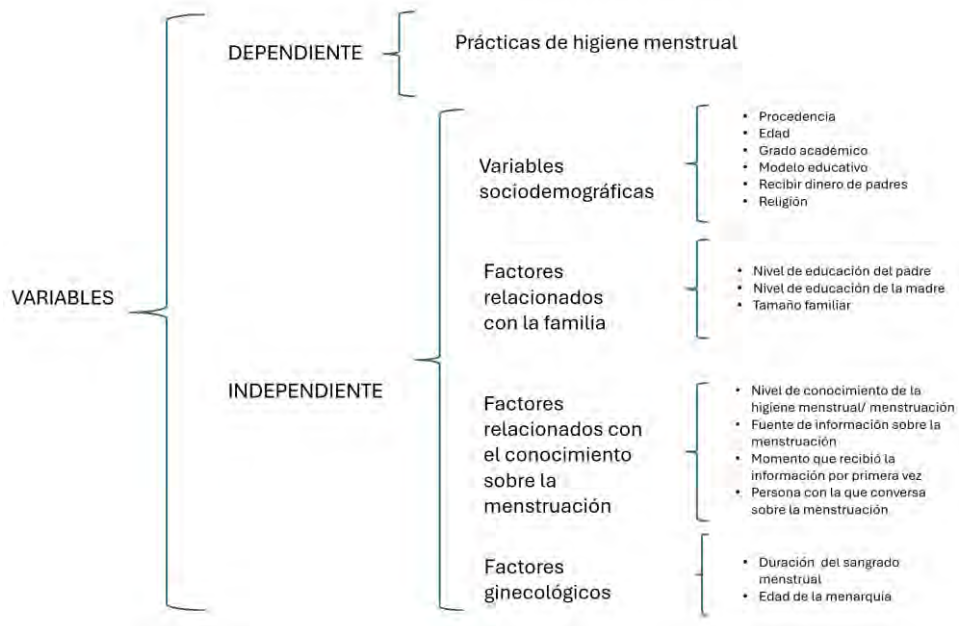 VARIABLES
DEPENDIENTE
Prácticas de higiene menstrual
INDEPENDIENTE
Variables
sociodemográficas
• Procedencia
• Edad
• Grado académico
• Modelo educativo
• Recibir dinero de padres
• Religión
Factores
relacionados
con la familia
• Nivel de educación del padre
• Nivel de educación de la madre
• Tamaño familiar
Factores
relacionados con
el conocimiento
sobre la
menstruación
• Nivel de conocimiento de la
higiene menstrual/ menstruación
• Fuente de información sobre la
menstruación
• Momento que recibió la
información por primera vez
• Persona con la que conversa
sobre la menstruación
Factores
ginecológicos
• Duración del sangrado
menstrual
• Edad de la menarquia